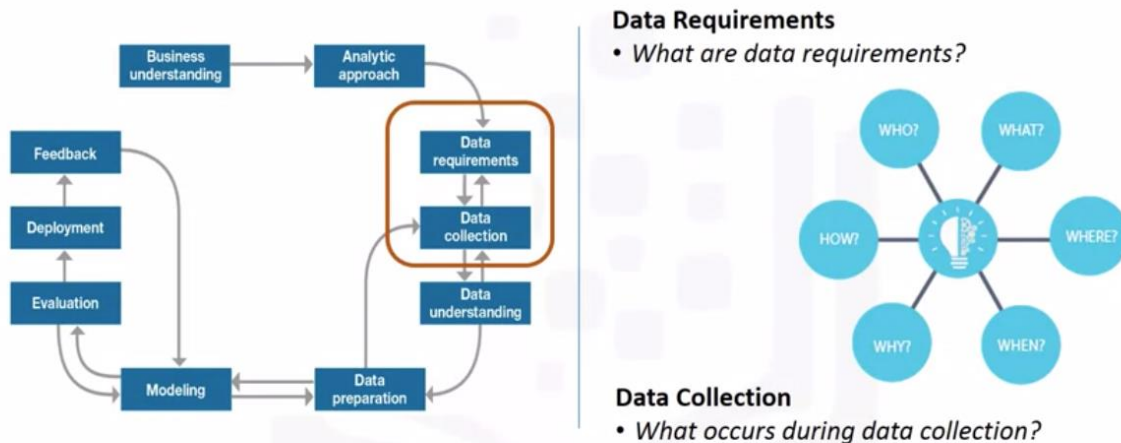 Business
understanding
Analytic
approach
Data
requirements
Feedback
Data
collection
Deployment
Data
understanding
Evaluation
Modeling
Data
preparation
Data Requirements
• What are data requirements?
WHO?
WHAT?
HOW?
WHERE?
WHY?
WHEN?
Data Collection
• What occurs during data collection?